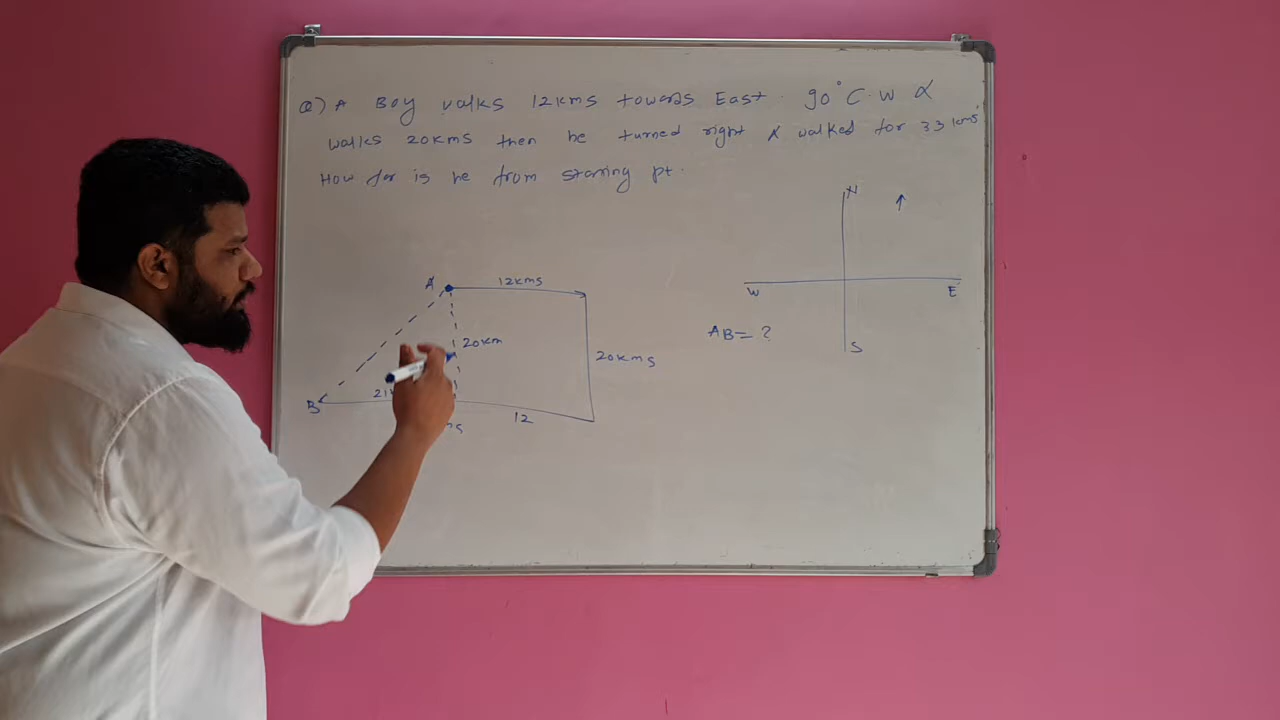 Q) A Boy walks 12kms towards East. 90° C.W &
walks 20kms then he turned right & walked for 33 kms
How far is he from starting pt.
N
W
E
S
A
12kms
20km
20kms
AB= ?
B
12